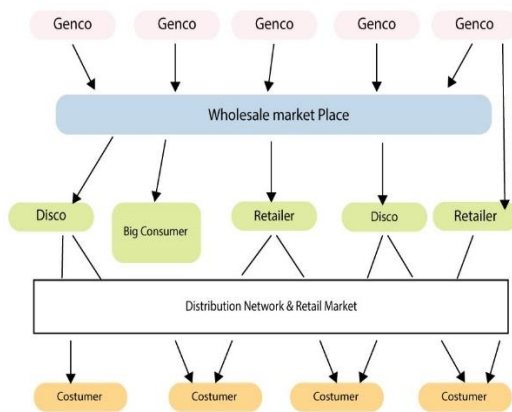 Genco Genco Genco Genco Genco
Wholesale market Place
Disco Big Consumer Retailer Disco Retailer
Distribution Network & Retail Market
Costumer Costumer Costumer Costumer